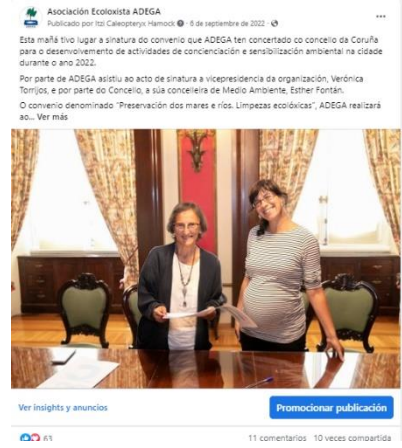 Asociación Ecoloxista ADEGA
Publicado por Itzi Caleopteryx Hamock · 6 de septiembre de 2022 ·
Esta mañá tivo lugar a sinatura do convenio que ADEGA ten concertado co concello da Coruña
para o desenvolvemento de actividades de concienciación e sensibilización ambiental na cidade
durante o ano 2022.
Por parte de ADEGA asistiu ao acto de sinatura a vicepresidencia da organización, Verónica
Torrijos, e por parte do Concello, a súa concelleira de Medio Ambiente, Esther Fontán.
O convenio denominado "Preservación dos mares e ríos. Limpezas ecolóxicas", ADEGA realizará
ao... Ver más
Ver insights y anuncios
Promocionar publicación
63
11 comentarios 10 veces compartida